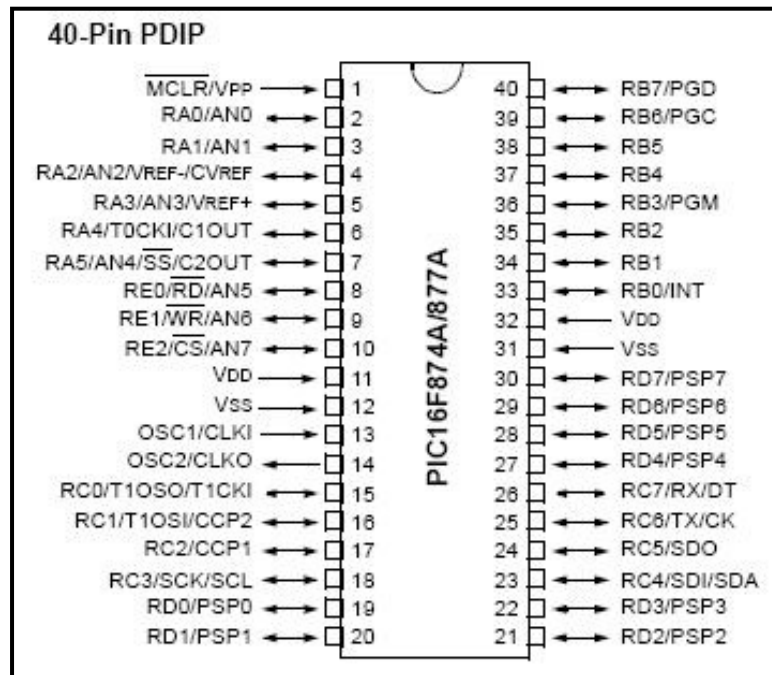 40-Pin PDIP
MCLR/VPP 1 40 RB7/PGD
RA0/AN0 2 39 RB6/PGC
RA1/AN1 3 38 RB5
RA2/AN2/VREF-/CVREF 4 37 RB4
RA3/AN3/VREF+ 5 36 RB3/PGM
RA4/T0CKI/C1OUT 6 35 RB2
RA5/AN4/SS/C2OUT 7 34 RB1
RE0/RD/AN5 8 33 RB0/INT
RE1/WR/AN6 9 32 VDD
RE2/CS/AN7 10 31 VSS
VDD 11 30 RD7/PSP7
VSS 12 29 RD6/PSP6
OSC1/CLKI 13 28 RD5/PSP5
OSC2/CLKO 14 27 RD4/PSP4
RC0/T1OSO/T1CKI 15 26 RC7/RX/DT
RC1/T1OSI/CCP2 16 25 RC6/TX/CK
RC2/CCP1 17 24 RC5/SDO
RC3/SCK/SCL 18 23 RC4/SDI/SDA
RD0/PSP0 19 22 RD3/PSP3
RD1/PSP1 20 21 RD2/PSP2
PIC16F874A/877A